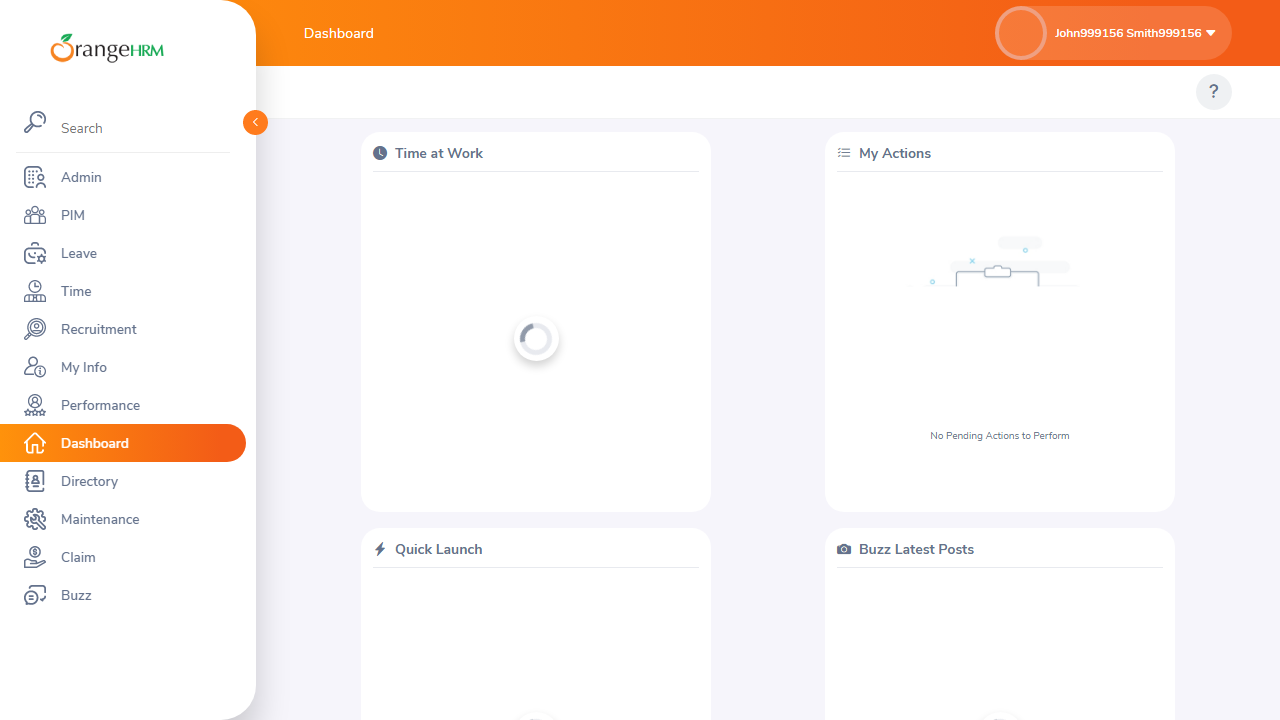 OrangeHRM
Dashboard
John999156 Smith999156
?
Search
Admin
PIM
Leave
Time
Recruitment
My Info
Performance
Dashboard
Directory
Maintenance
Claim
Buzz
Time at Work
My Actions
No Pending Actions to Perform
Quick Launch
Buzz Latest Posts